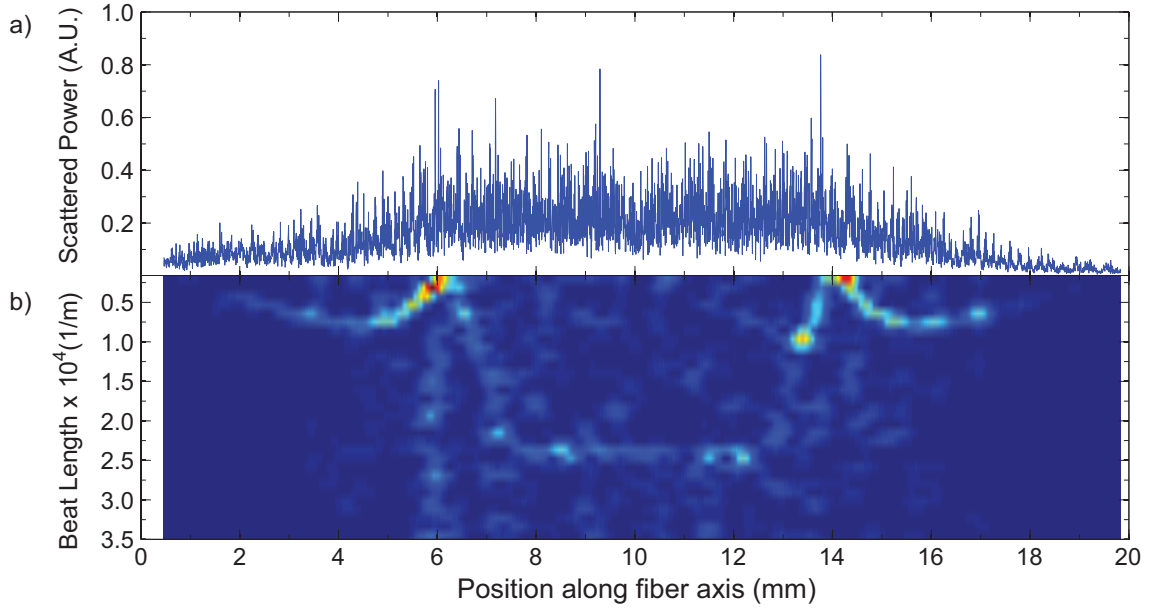 a)
Scattered Power (A.U.)
1.0
0.8
0.6
0.4
0.2
b)
Beat Length x 10⁴(1/m)
0.5
1.0
1.5
2.0
2.5
3.0
3.5
0 2 4 6 8 10 12 14 16 18 20
Position along fiber axis (mm)